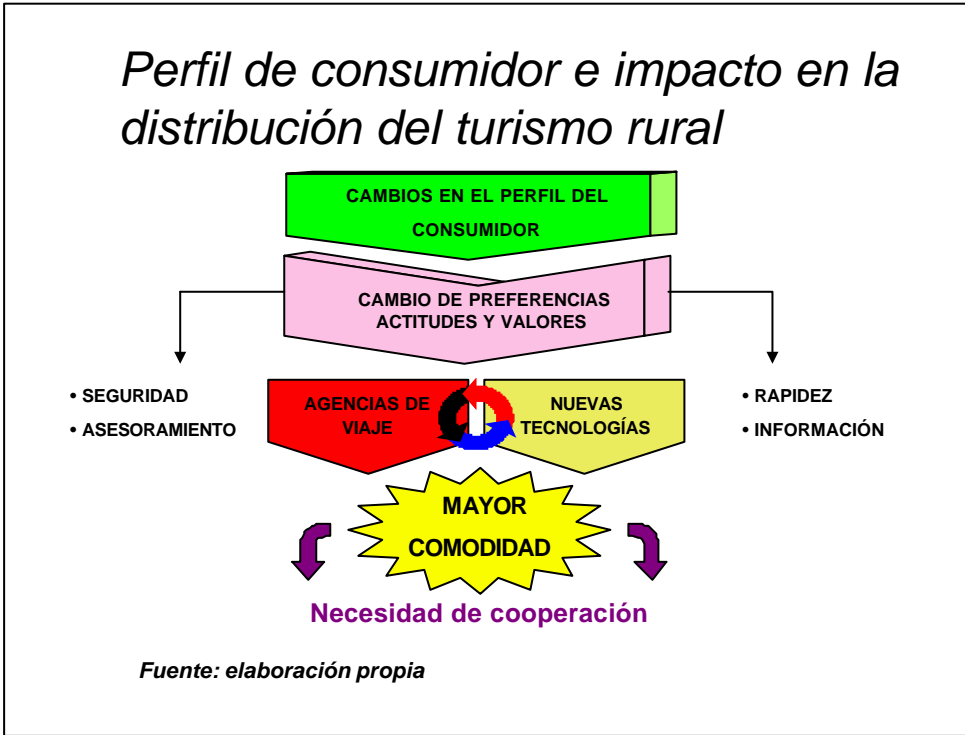 Perfil de consumidor e impacto en la
distribución del turismo rural
CAMBIOS EN EL PERFIL DEL
CONSUMIDOR
CAMBIO DE PREFERENCIAS
ACTITUDES Y VALORES
• SEGURIDAD
• ASESORAMIENTO
AGENCIAS DE
VIAJE
NUEVAS
TECNOLOGÍAS
• RAPIDEZ
• INFORMACIÓN
MAYOR
COMODIDAD
Necesidad de cooperación
Fuente: elaboración propia